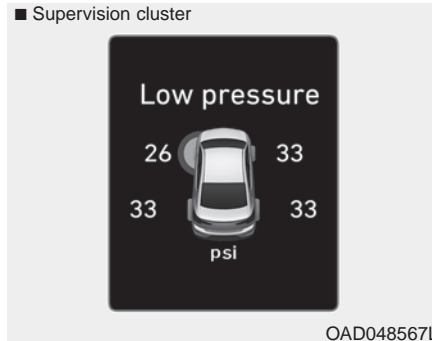 ■ Supervision cluster
Low pressure
26 33
33 33
psi
OAD048567L